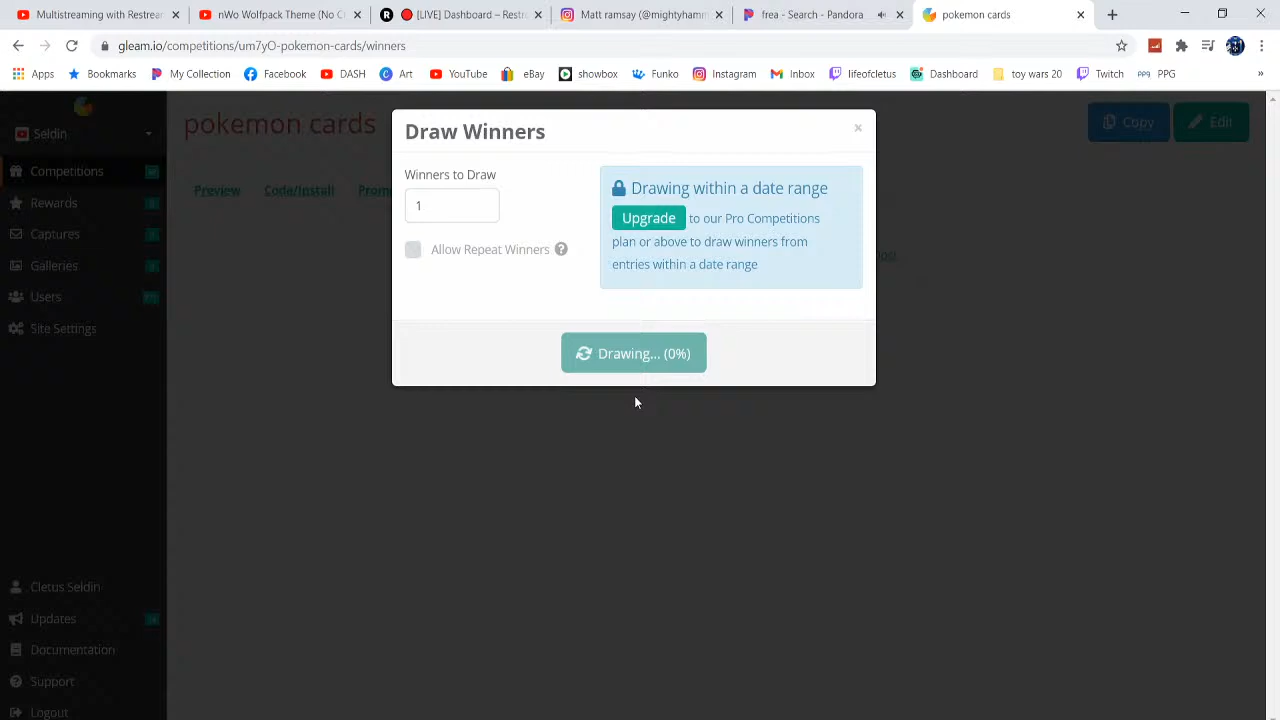 Multistreaming with Restream
nWo Wolfpack Theme (No C
[LIVE] Dashboard – Restr
Matt ramsay (@mightyhamm
frea - Search - Pandora
pokemon cards
gleam.io/competitions/um7yO-pokemon-cards/winners
Apps
Bookmarks
My Collection
Facebook
DASH
Art
YouTube
eBay
showbox
Funko
Instagram
Inbox
lifeofcletus
Dashboard
toy wars 20
Twitch
PPG
Seldin
Competitions
Rewards
Captures
Galleries
Users
Site Settings
Cletus Seldin
Updates
Documentation
Support
Logout
pokemon cards
Copy
Edit
Preview
Code/Install
Promo
Draw Winners
×
Winners to Draw
1
Allow Repeat Winners
Drawing within a date range
Upgrade to our Pro Competitions
plan or above to draw winners from
entries within a date range
Drawing... (0%)